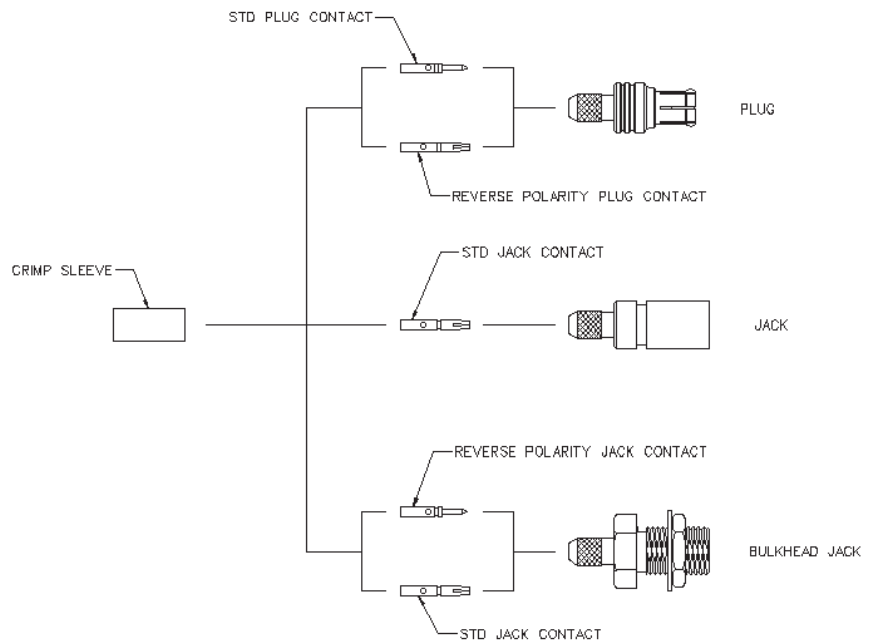 STD PLUG CONTACT
PLUG
REVERSE POLARITY PLUG CONTACT
STD JACK CONTACT
CRIMP SLEEVE
JACK
REVERSE POLARITY JACK CONTACT
BULKHEAD JACK
STD JACK CONTACT